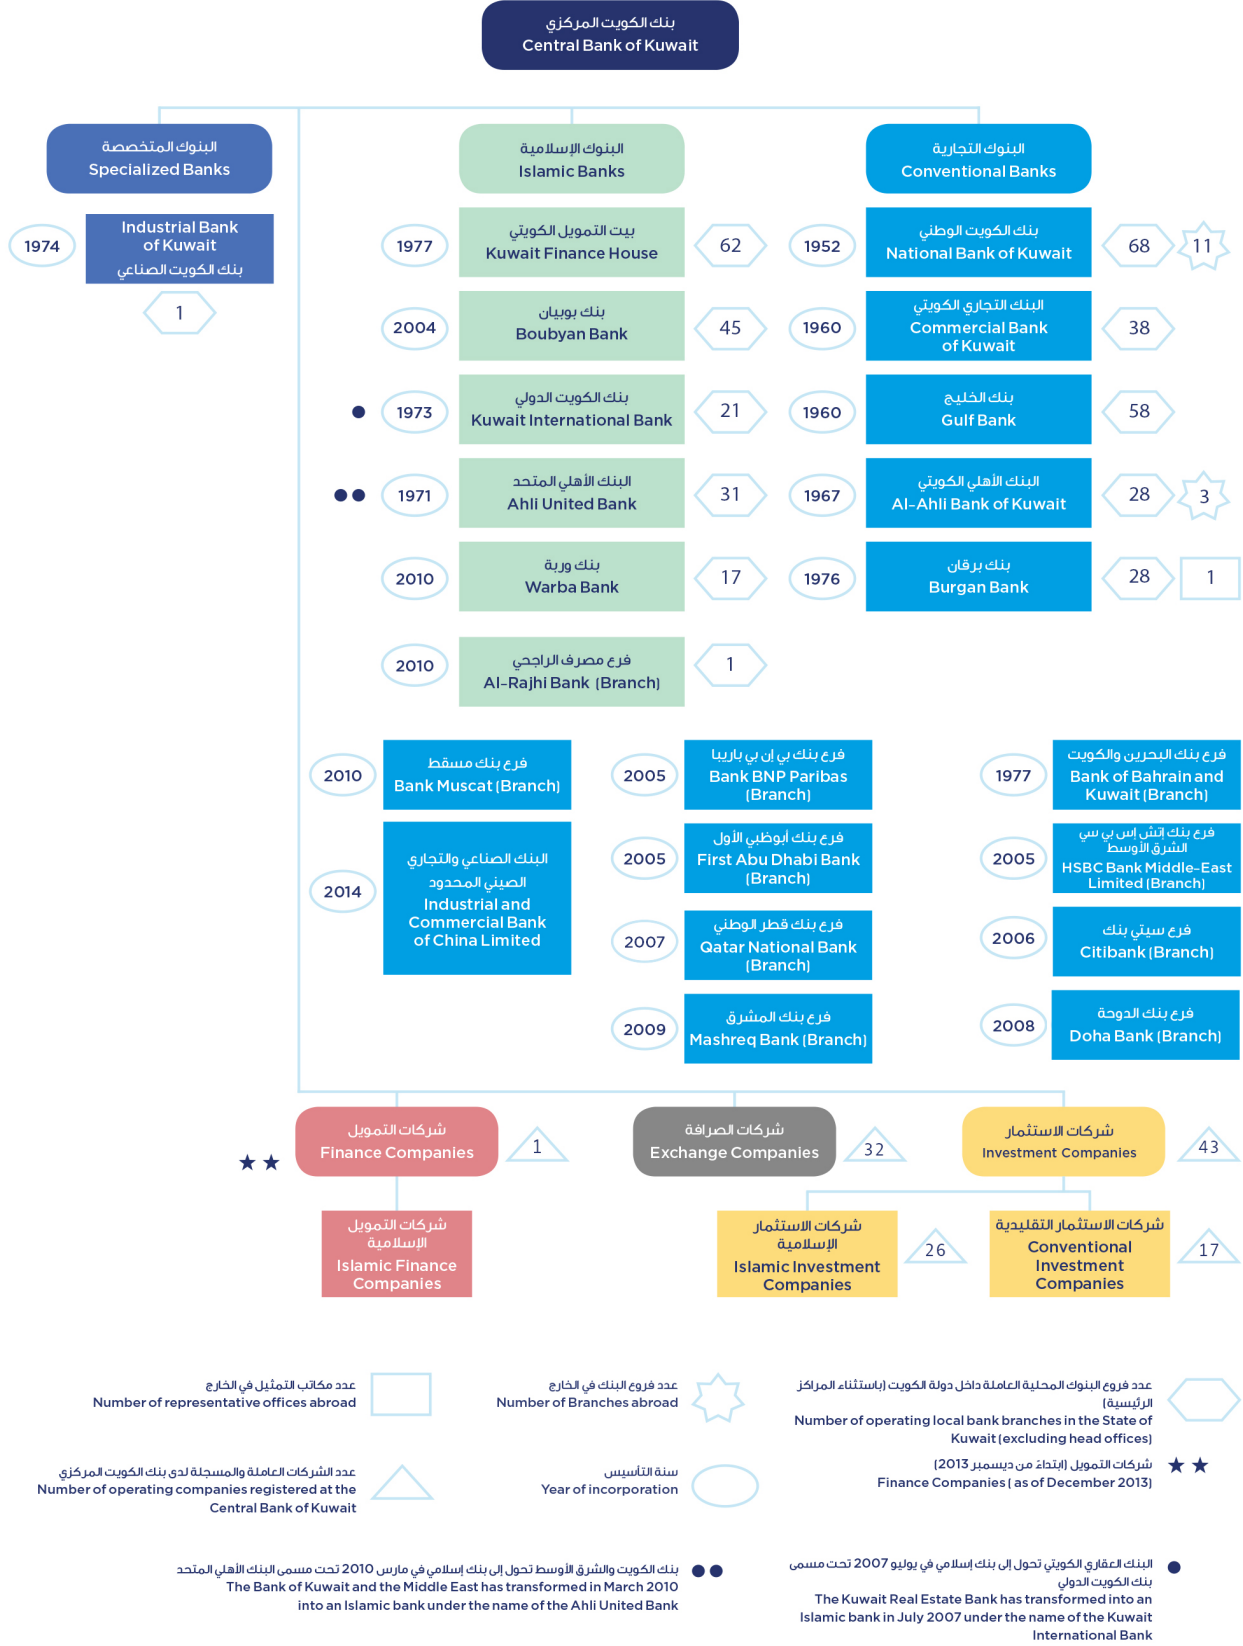 بنك الكويت المركزي
Central Bank of Kuwait
البنوك المتخصصة
Specialized Banks
البنوك الإسلامية
Islamic Banks
البنوك التجارية
Conventional Banks
1974
Industrial Bank
of Kuwait
بنك الكويت الصناعي
1
1977
بيت التمويل الكويتي
Kuwait Finance House
62
1952
بنك الكويت الوطني
National Bank of Kuwait
68
11
2004
بنك بوبيان
Boubyan Bank
45
1960
البنك التجاري الكويتي
Commercial Bank
of Kuwait
38
1973
بنك الكويت الدولي
Kuwait International Bank
21
1960
بنك الخليج
Gulf Bank
58
1971
البنك الأهلي المتحد
Ahli United Bank
31
1967
البنك الأهلي الكويتي
Al-Ahli Bank of Kuwait
28
3
2010
بنك وربة
Warba Bank
17
1976
بنك برقان
Burgan Bank
28
1
2010
فرع مصرف الراجحي
Al-Rajhi Bank (Branch)
1
2010
فرع بنك مسقط
Bank Muscat (Branch)
2005
فرع بنك بي إن بي باريبا
Bank BNP Paribas
(Branch)
1977
فرع بنك البحرين والكويت
Bank of Bahrain and
Kuwait (Branch)
2014
البنك الصناعي والتجاري
الصيني المحدود
Industrial and
Commercial Bank
of China Limited
2005
فرع بنك أبوظبي الأول
First Abu Dhabi Bank
(Branch)
2005
فرع بنك إتش إس بي سي
الشرق الأوسط
HSBC Bank Middle-East
Limited (Branch)
2007
فرع بنك قطر الوطني
Qatar National Bank
(Branch)
2006
فرع سيتي بنك
Citibank (Branch)
2009
فرع بنك المشرق
Mashreq Bank (Branch)
2008
فرع بنك الدوحة
Doha Bank (Branch)
شركات التمويل
Finance Companies
1
شركات الصرافة
Exchange Companies
32
شركات الاستثمار
Investment Companies
43
شركات التمويل
الإسلامية
Islamic Finance
Companies
شركات الاستثمار
الإسلامية
Islamic Investment
Companies
26
شركات الاستثمار التقليدية
Conventional
Investment
Companies
17
عدد مكاتب التمثيل في الخارج
Number of representative offices abroad
عدد فروع البنك في الخارج
Number of Branches abroad
عدد فروع البنوك المحلية العاملة داخل دولة الكويت (باستثناء المراكز
الرئيسية)
Number of operating local bank branches in the State of
Kuwait (excluding head offices)
عدد الشركات العاملة والمسجلة لدى بنك الكويت المركزي
Number of operating companies registered at the
Central Bank of Kuwait
سنة التأسيس
Year of incorporation
شركات التمويل (ابتداءً من ديسمبر 2013)
Finance Companies ( as of December 2013)
بنك الكويت والشرق الأوسط تحول إلى بنك إسلامي في مارس 2010 تحت مسمى البنك الأهلي المتحد
The Bank of Kuwait and the Middle East has transformed in March 2010
into an Islamic bank under the name of the Ahli United Bank
البنك العقاري الكويتي تحول إلى بنك إسلامي في يوليو 2007 تحت مسمى
بنك الكويت الدولي
The Kuwait Real Estate Bank has transformed into an
Islamic bank in July 2007 under the name of the Kuwait
International Bank